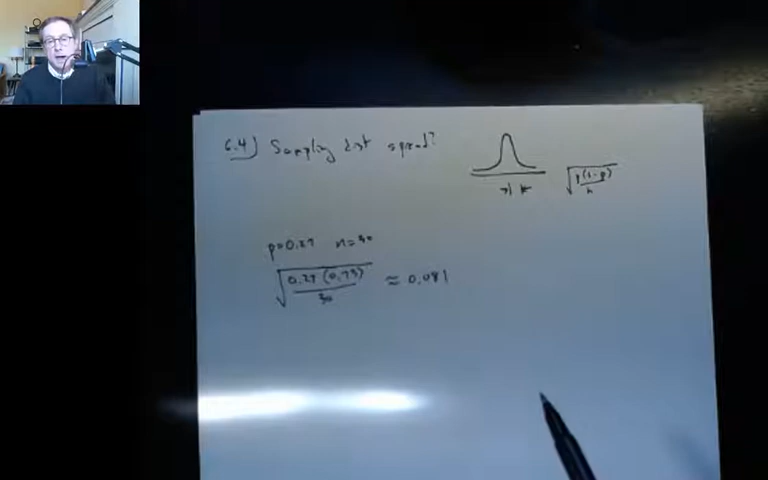 6.4) Sampling dist spread?
√(p(1-p)/n)
p=0.27 n=30
√(0.27(0.73)/30) ≈ 0.081